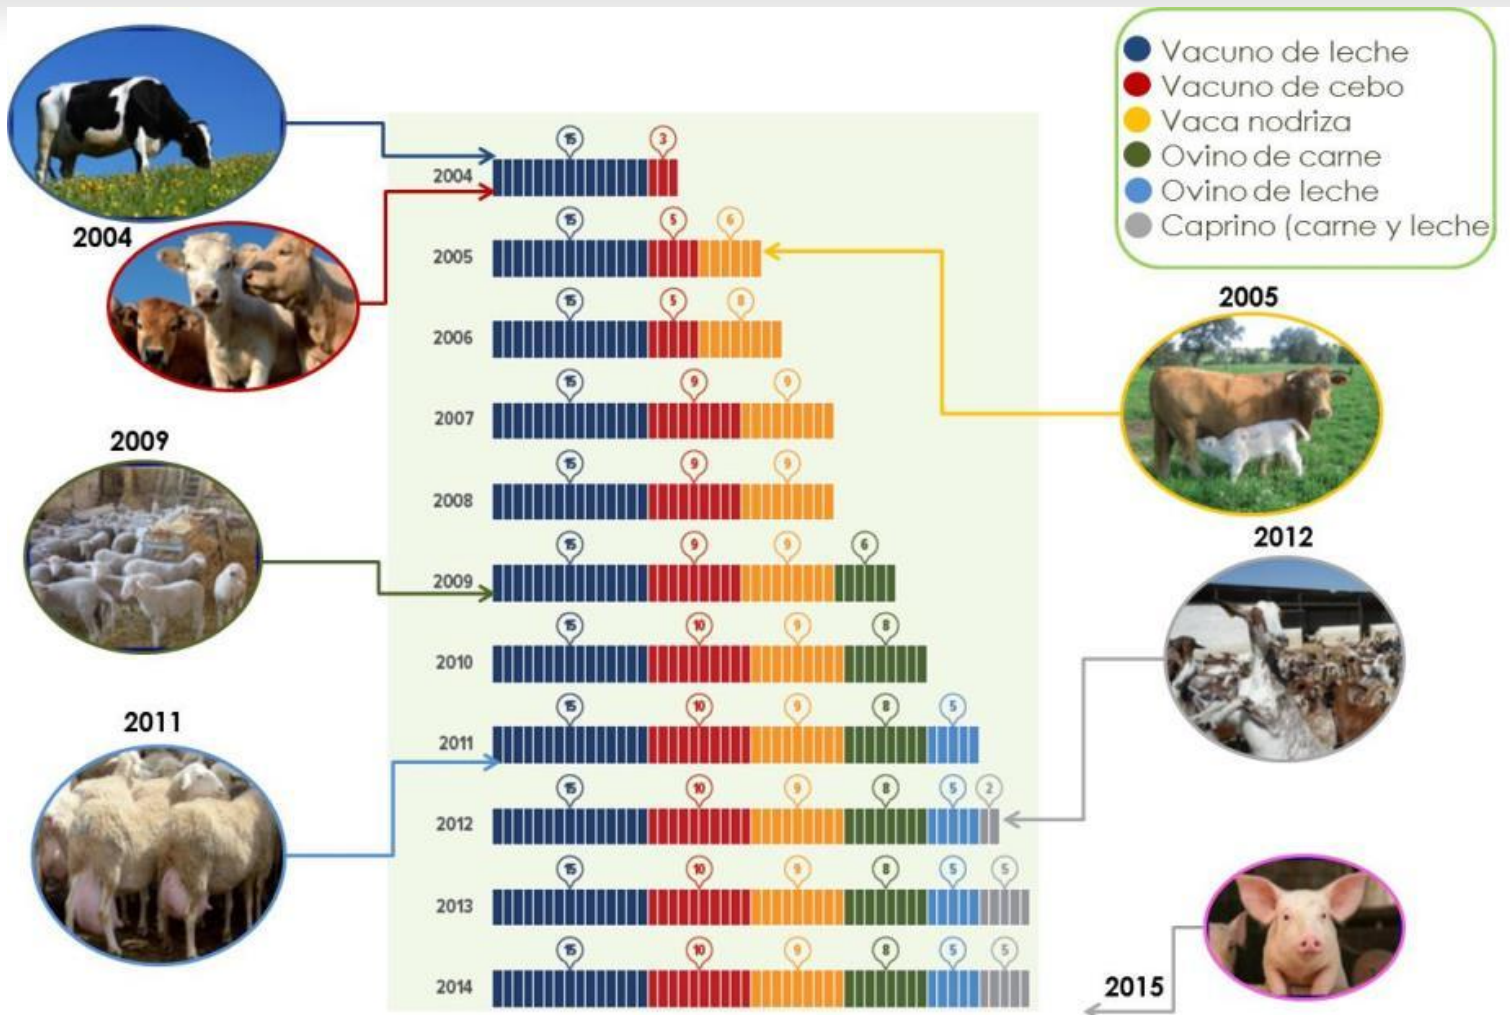 Vacuno de leche
Vacuno de cebo
Vaca nodriza
Ovino de carne
Ovino de leche
Caprino (carne y leche
2004
2009
2011
2005
2012
2015
15 3
2004
15 5 6
2005
15 5 8
2006
15 9 9
2007
15 9 9
2008
15 9 9 6
2009
15 10 9 8
2010
15 10 9 8 5
2011
15 10 9 8 5 2
2012
15 10 9 8 5 5
2013
15 10 9 8 5 5
2014